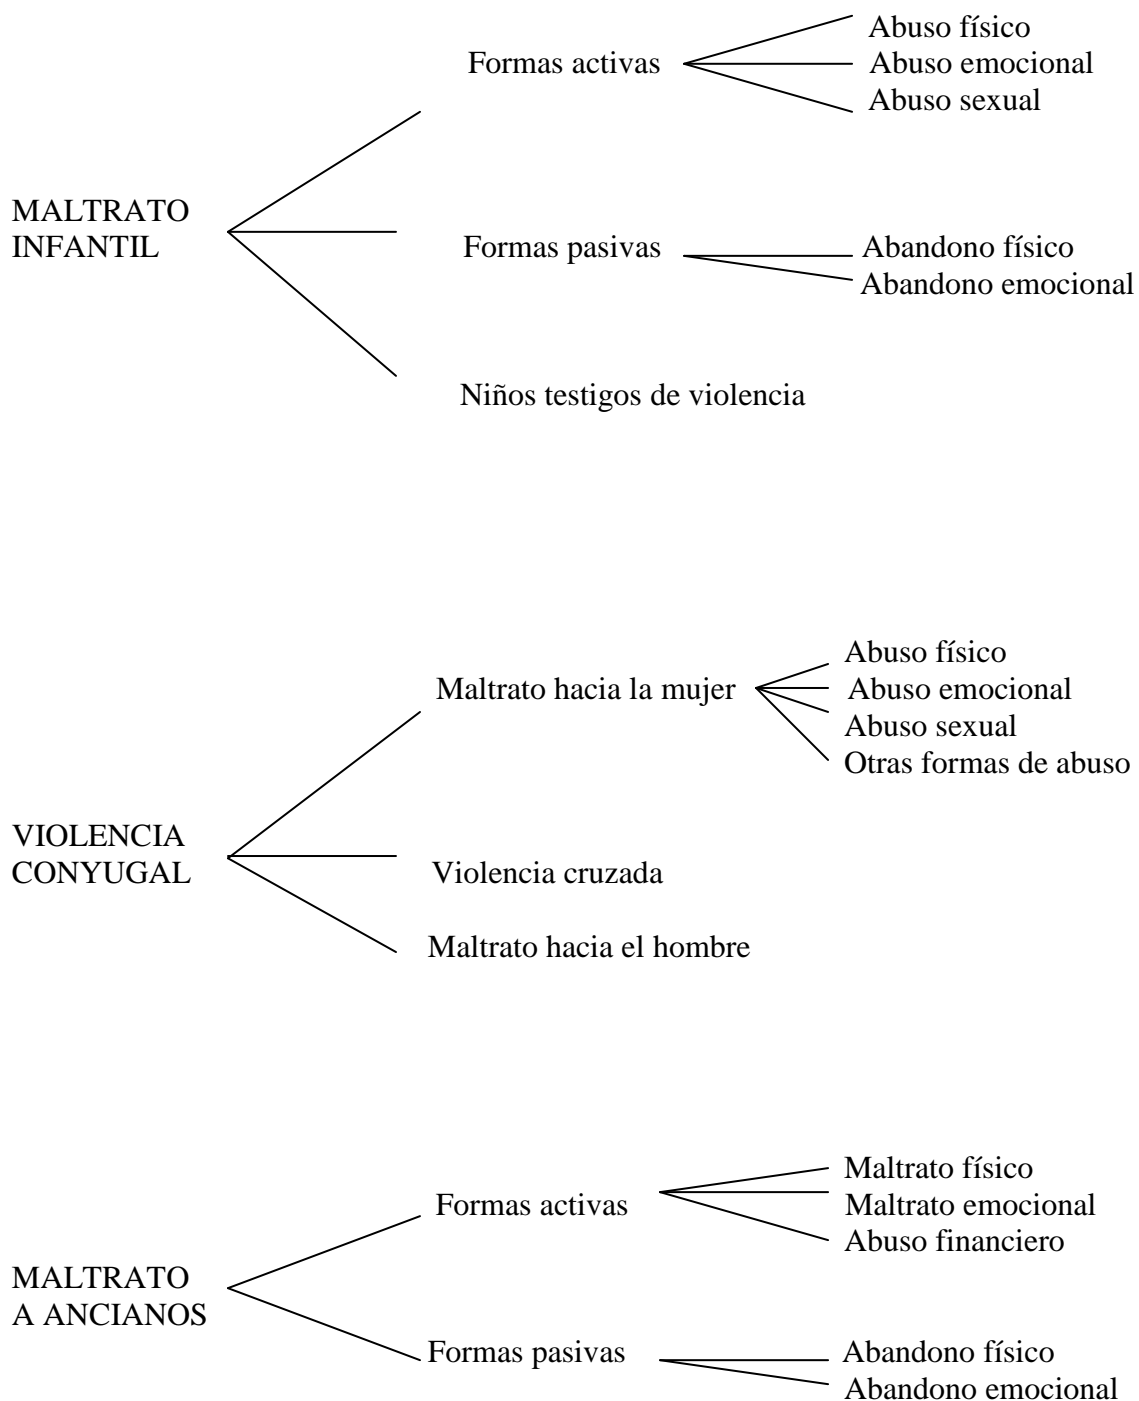 Formas activas
Abuso físico
Abuso emocional
Abuso sexual
MALTRATO
INFANTIL
Formas pasivas
Abandono físico
Abandono emocional
Niños testigos de violencia
Maltrato hacia la mujer
Abuso físico
Abuso emocional
Abuso sexual
Otras formas de abuso
VIOLENCIA
CONYUGAL
Violencia cruzada
Maltrato hacia el hombre
Formas activas
Maltrato físico
Maltrato emocional
Abuso financiero
MALTRATO
A ANCIANOS
Formas pasivas
Abandono físico
Abandono emocional